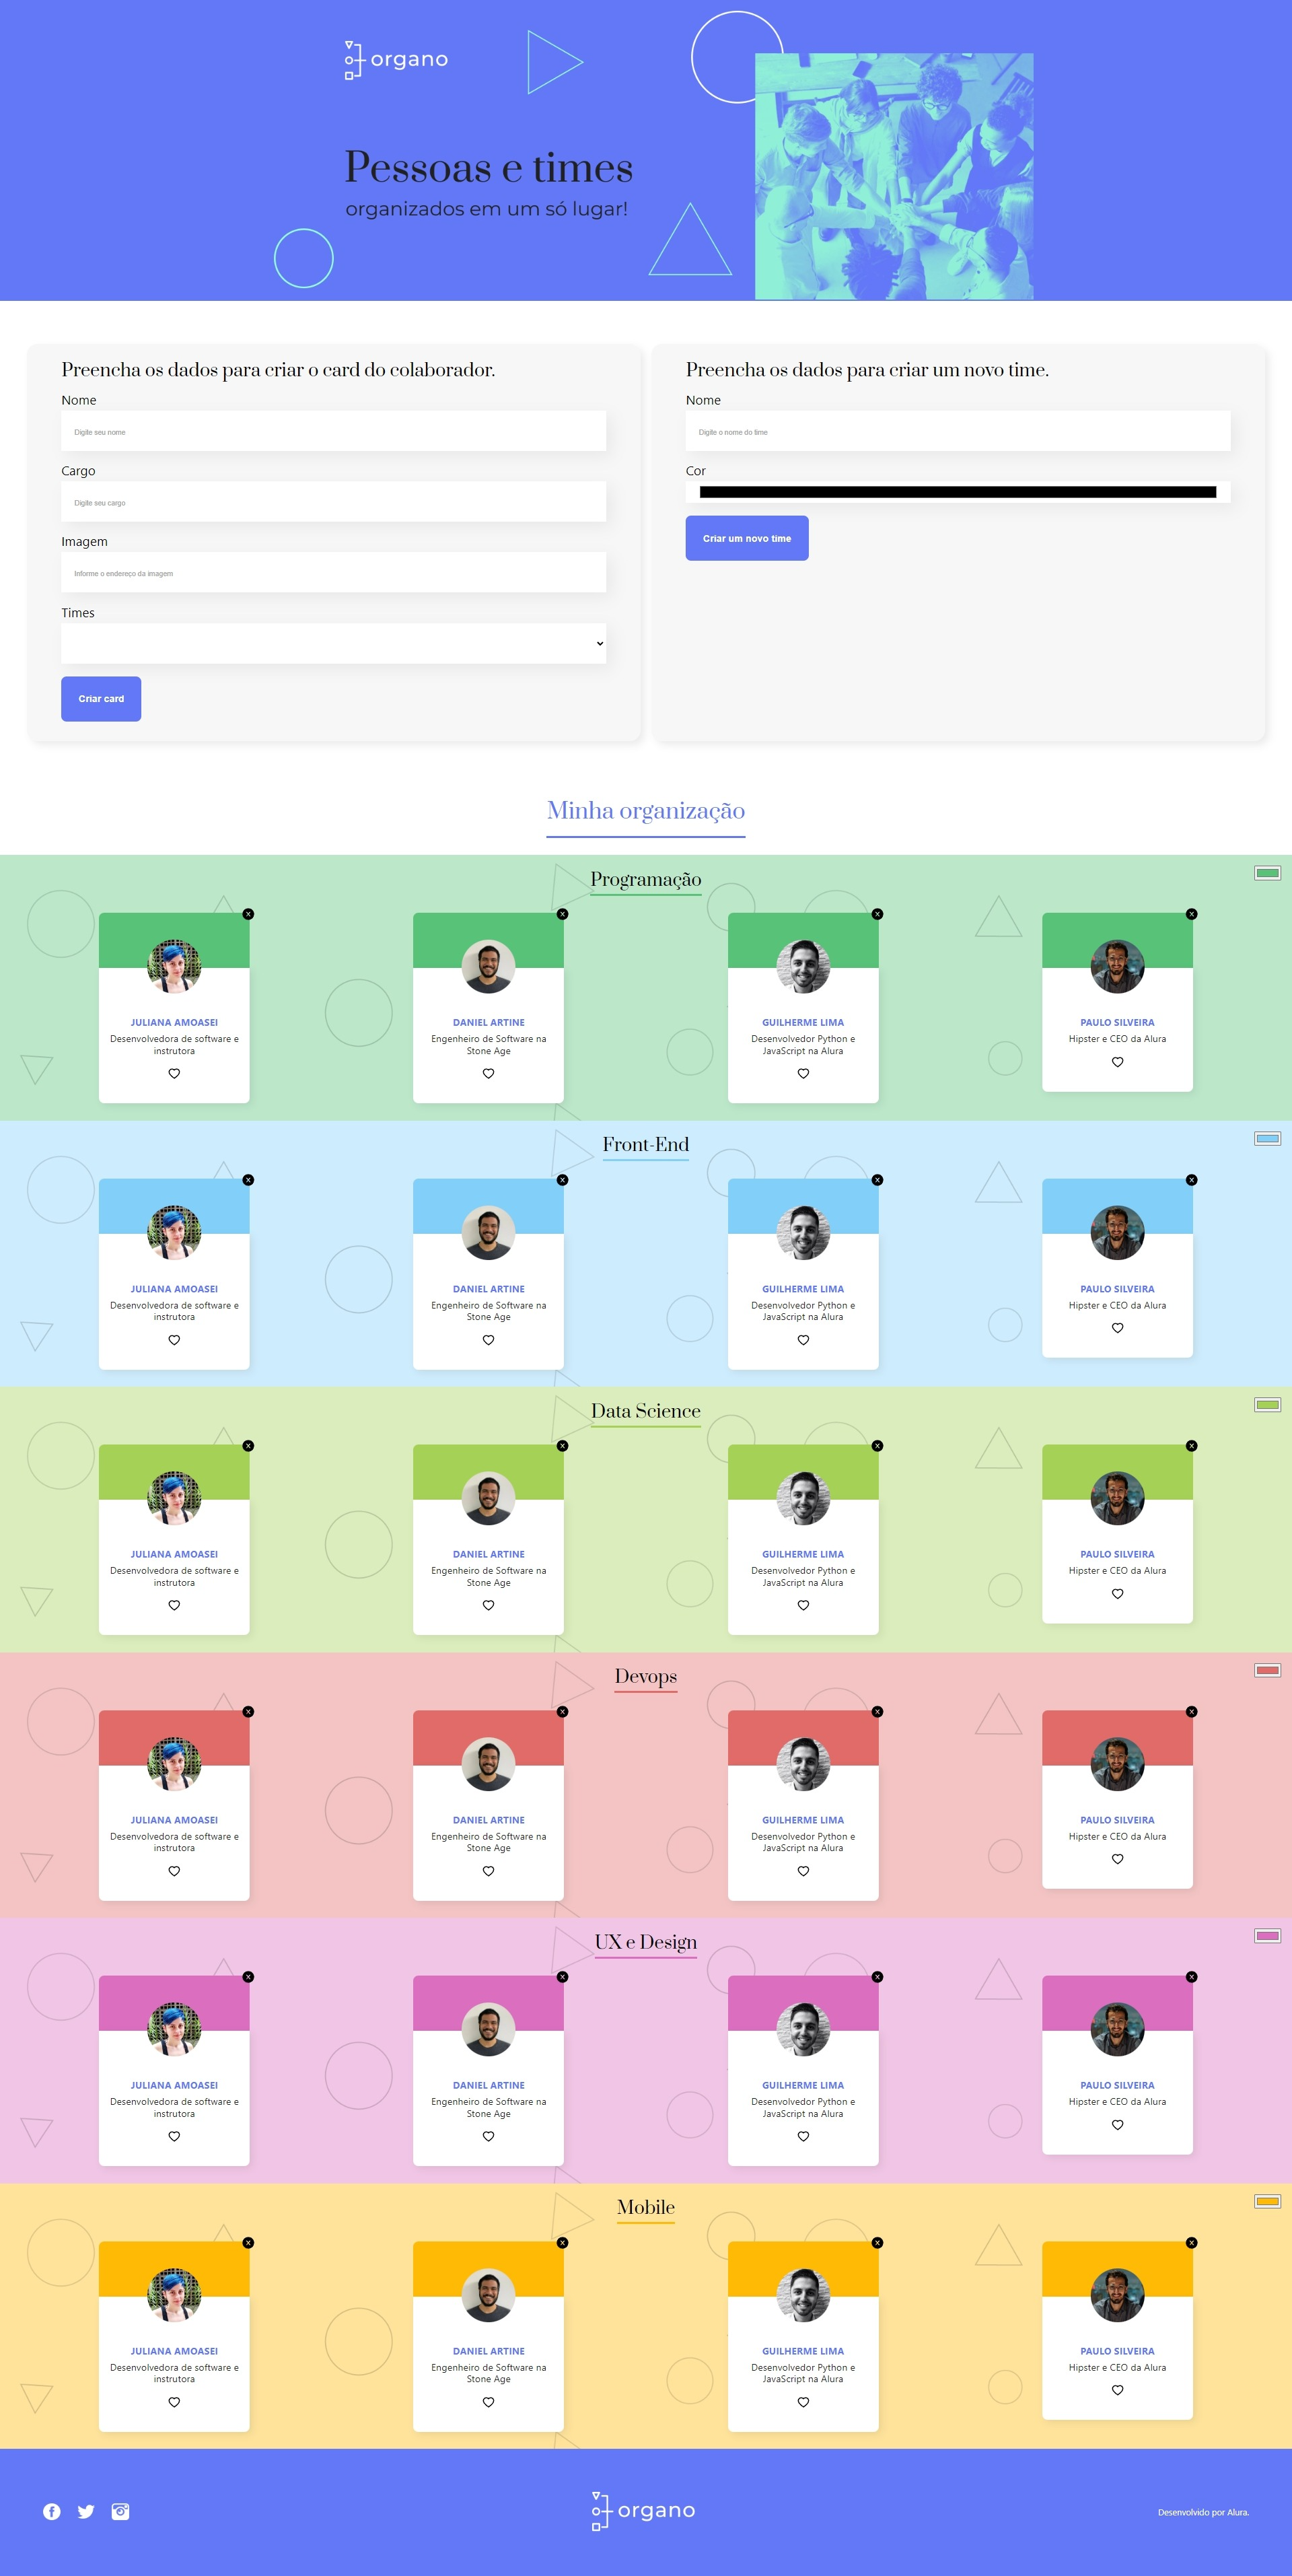 organo
Pessoas e times
organizados em um só lugar!
Preencha os dados para criar o card do colaborador.
Nome
Digite seu nome
Cargo
Digite seu cargo
Imagem
Informe o endereço da imagem
Times
Criar card
Preencha os dados para criar um novo time.
Nome
Digite o nome do time
Cor
Criar um novo time
Minha organização
Programação
X
X
X
X
JULIANA AMOASEI
Desenvolvedora de software e
instrutora
DANIEL ARTINE
Engenheiro de Software na
Stone Age
GUILHERME LIMA
Desenvolvedor Python e
JavaScript na Alura
PAULO SILVEIRA
Hipster e CEO da Alura
Front-End
X
X
X
X
JULIANA AMOASEI
Desenvolvedora de software e
instrutora
DANIEL ARTINE
Engenheiro de Software na
Stone Age
GUILHERME LIMA
Desenvolvedor Python e
JavaScript na Alura
PAULO SILVEIRA
Hipster e CEO da Alura
Data Science
X
X
X
X
JULIANA AMOASEI
Desenvolvedora de software e
instrutora
DANIEL ARTINE
Engenheiro de Software na
Stone Age
GUILHERME LIMA
Desenvolvedor Python e
JavaScript na Alura
PAULO SILVEIRA
Hipster e CEO da Alura
Devops
X
X
X
X
JULIANA AMOASEI
Desenvolvedora de software e
instrutora
DANIEL ARTINE
Engenheiro de Software na
Stone Age
GUILHERME LIMA
Desenvolvedor Python e
JavaScript na Alura
PAULO SILVEIRA
Hipster e CEO da Alura
UX e Design
X
X
X
X
JULIANA AMOASEI
Desenvolvedora de software e
instrutora
DANIEL ARTINE
Engenheiro de Software na
Stone Age
GUILHERME LIMA
Desenvolvedor Python e
JavaScript na Alura
PAULO SILVEIRA
Hipster e CEO da Alura
Mobile
X
X
X
X
JULIANA AMOASEI
Desenvolvedora de software e
instrutora
DANIEL ARTINE
Engenheiro de Software na
Stone Age
GUILHERME LIMA
Desenvolvedor Python e
JavaScript na Alura
PAULO SILVEIRA
Hipster e CEO da Alura
organo
Desenvolvido por Alura.